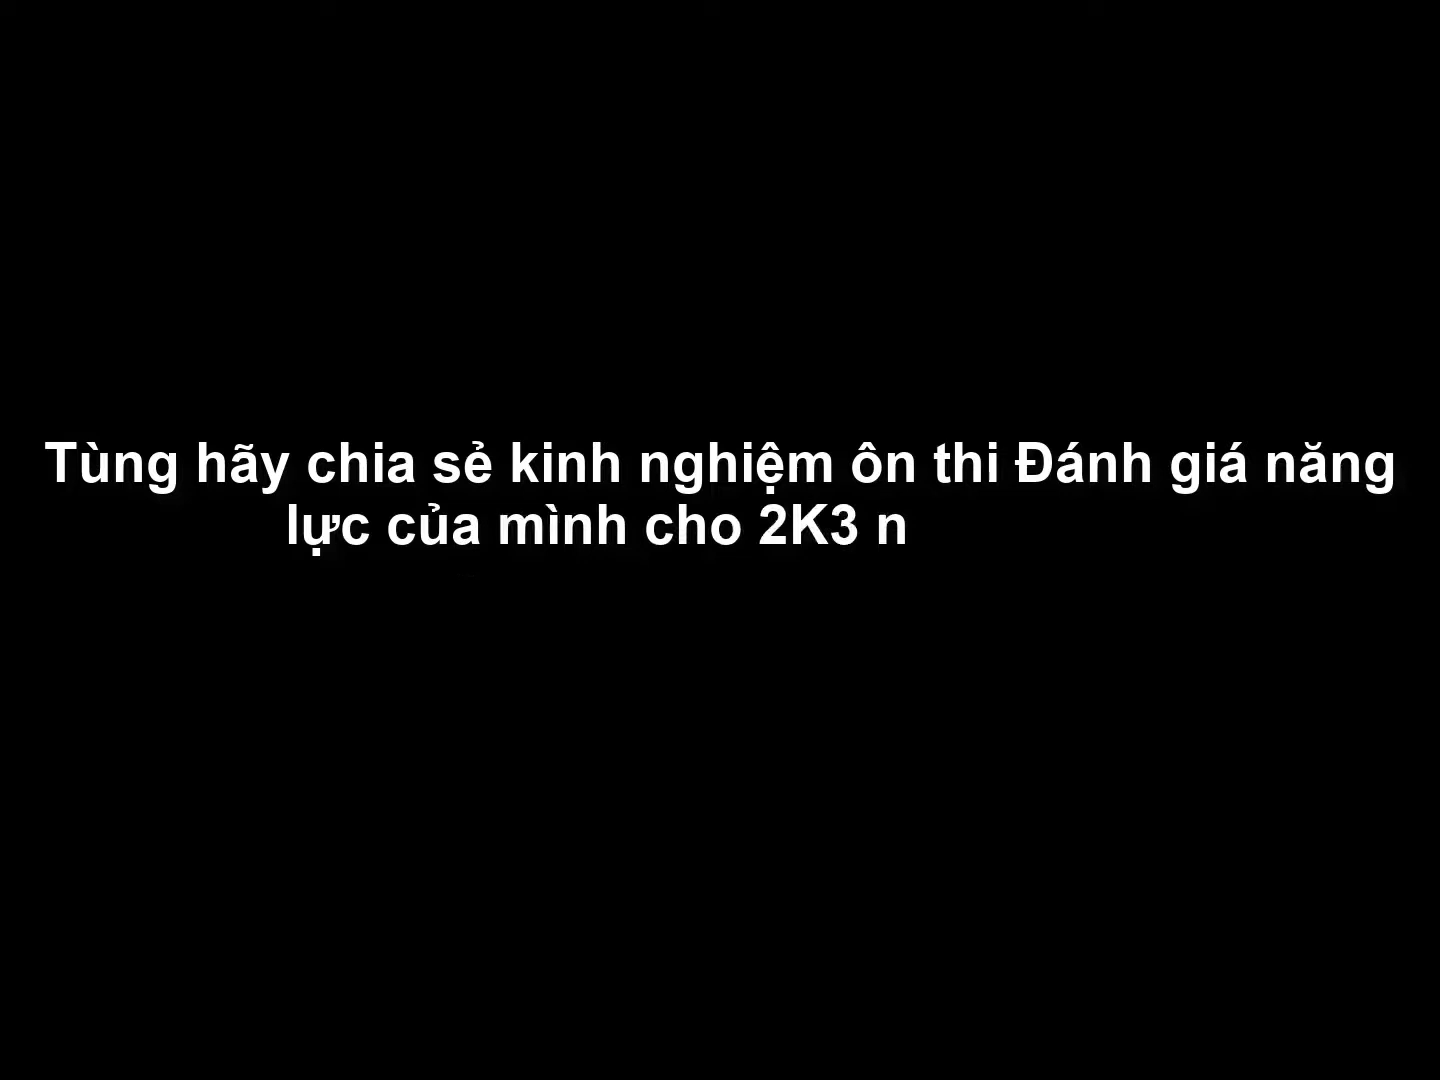 Tùng hãy chia sẻ kinh nghiệm ôn thi Đánh giá năng
lực của mình cho 2K3 n